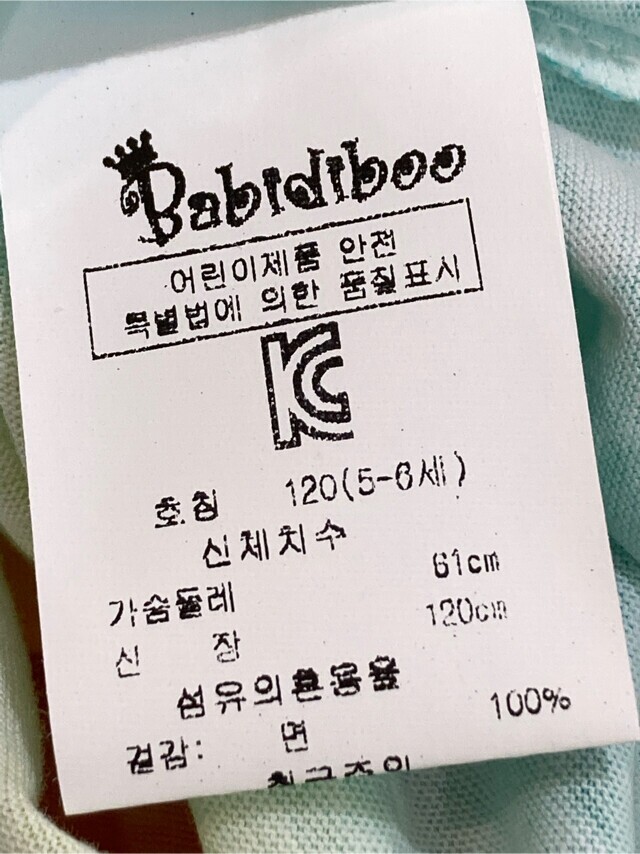 Babidiboo
어린이제품 안전
특별법에 의한 품질표시
KC
호칭 120(5-6세)
신체치수
가슴둘레 61cm
신 장 120cm
섬유의혼용율
겉감: 면 100%